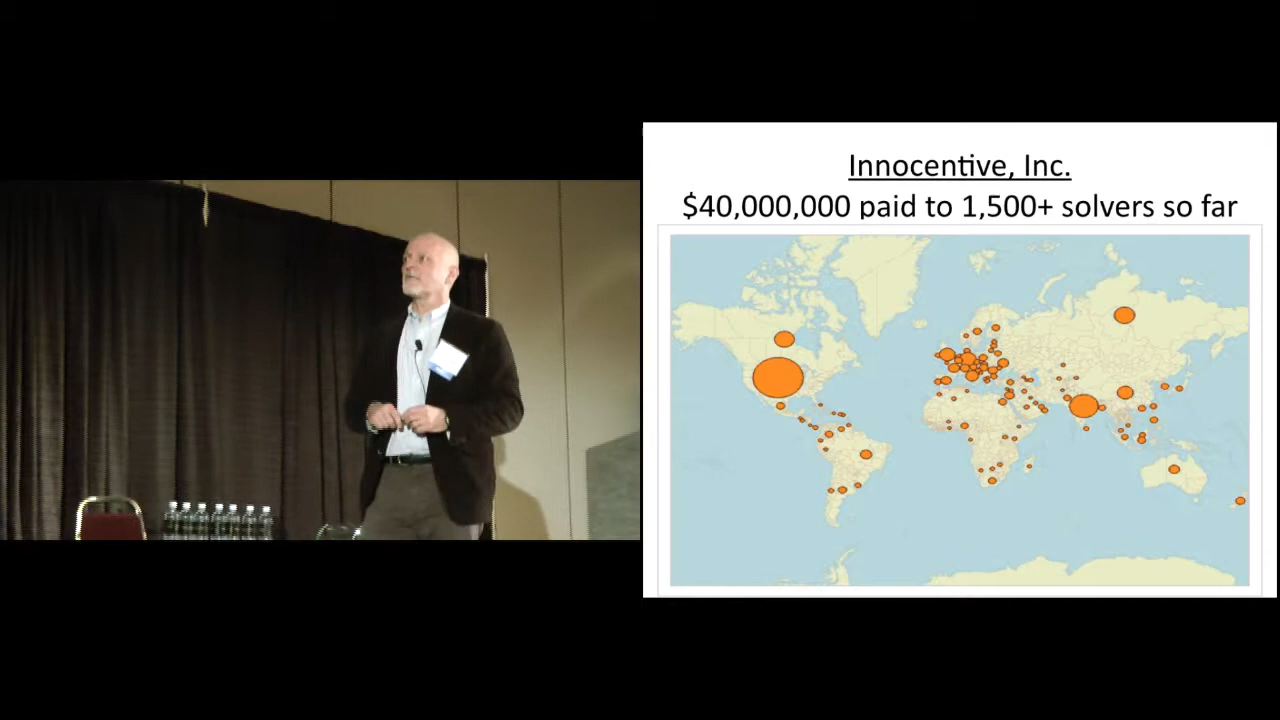 Innocentive, Inc.
$40,000,000 paid to 1,500+ solvers so far